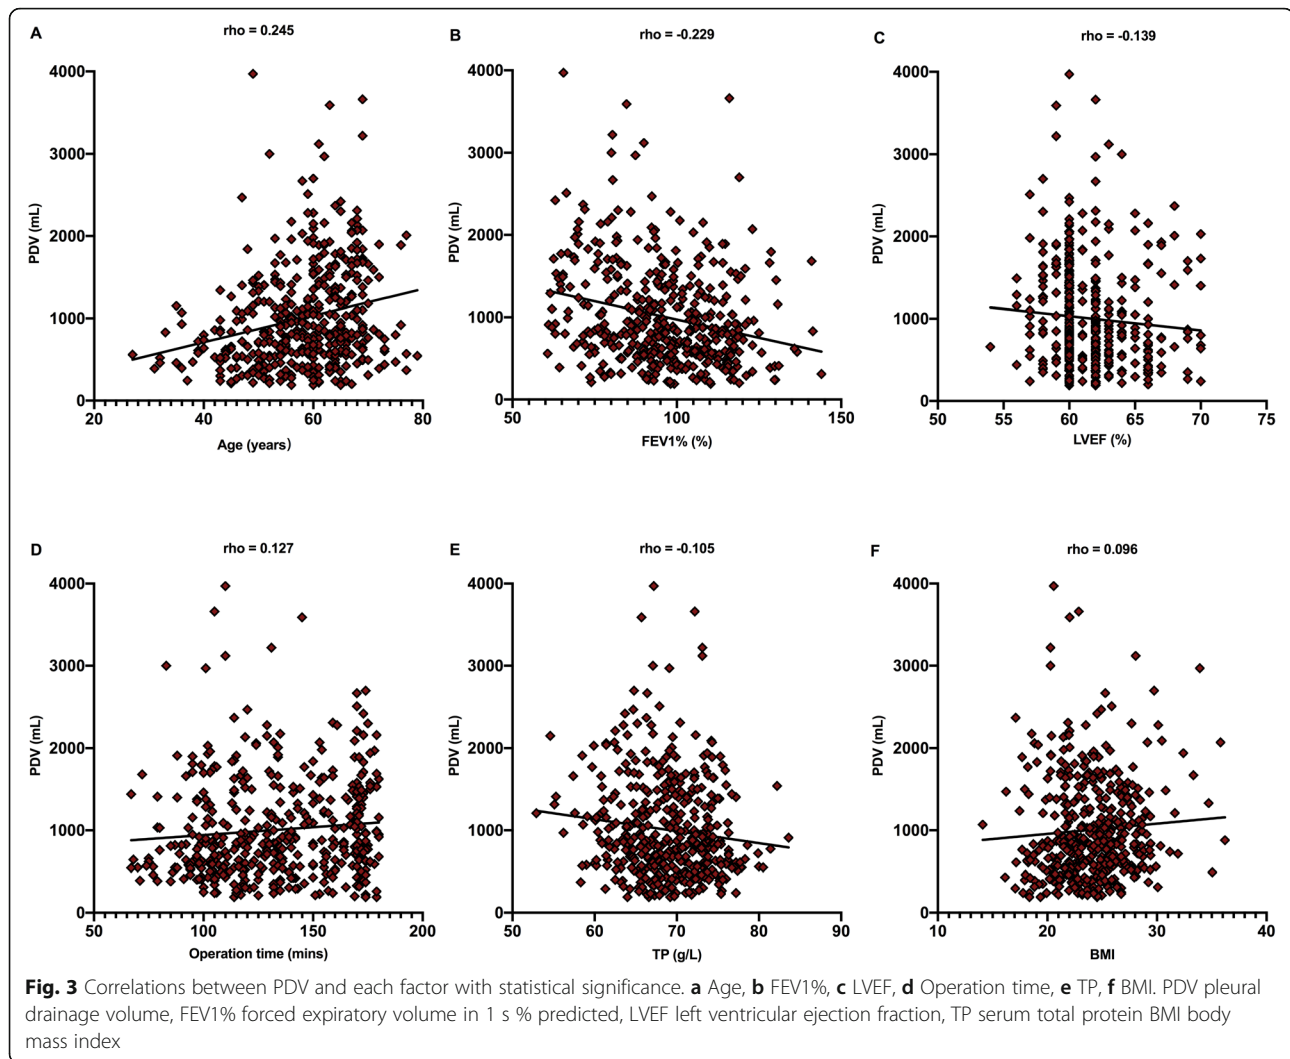 A
rho = 0.245
PDV (mL)
4000
3000
2000
1000
0
20
40
60
80
Age (years)
B
rho = -0.229
PDV (mL)
4000
3000
2000
1000
0
50
100
150
FEV1% (%)
C
rho = -0.139
PDV (mL)
4000
3000
2000
1000
0
50
55
60
65
70
75
LVEF (%)
D
rho = 0.127
PDV (mL)
4000
3000
2000
1000
0
50
100
150
200
Operation time (mins)
E
rho = -0.105
PDV (mL)
4000
3000
2000
1000
0
50
60
70
80
90
TP (g/L)
F
rho = 0.096
PDV (mL)
4000
3000
2000
1000
0
10
20
30
40
BMI
Fig. 3 Correlations between PDV and each factor with statistical significance. a Age, b FEV1%, c LVEF, d Operation time, e TP, f BMI. PDV pleural
drainage volume, FEV1% forced expiratory volume in 1 s % predicted, LVEF left ventricular ejection fraction, TP serum total protein BMI body
mass index